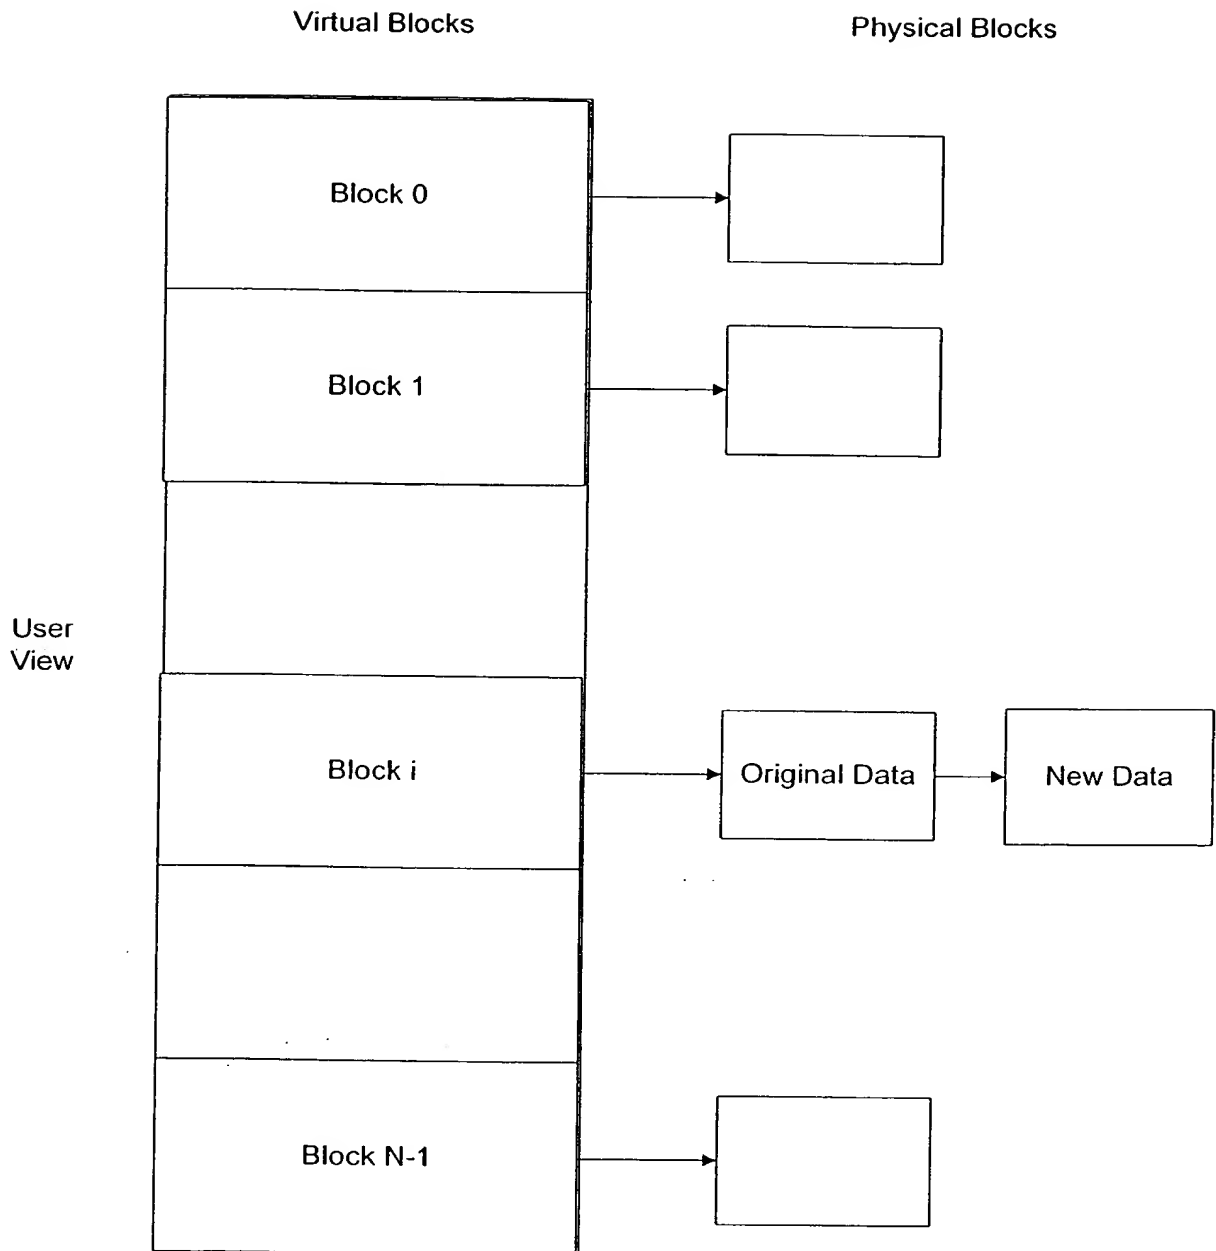 Virtual Blocks
Physical Blocks
Block 0
Block 1
User
View
Block i
Original Data
New Data
Block N-1